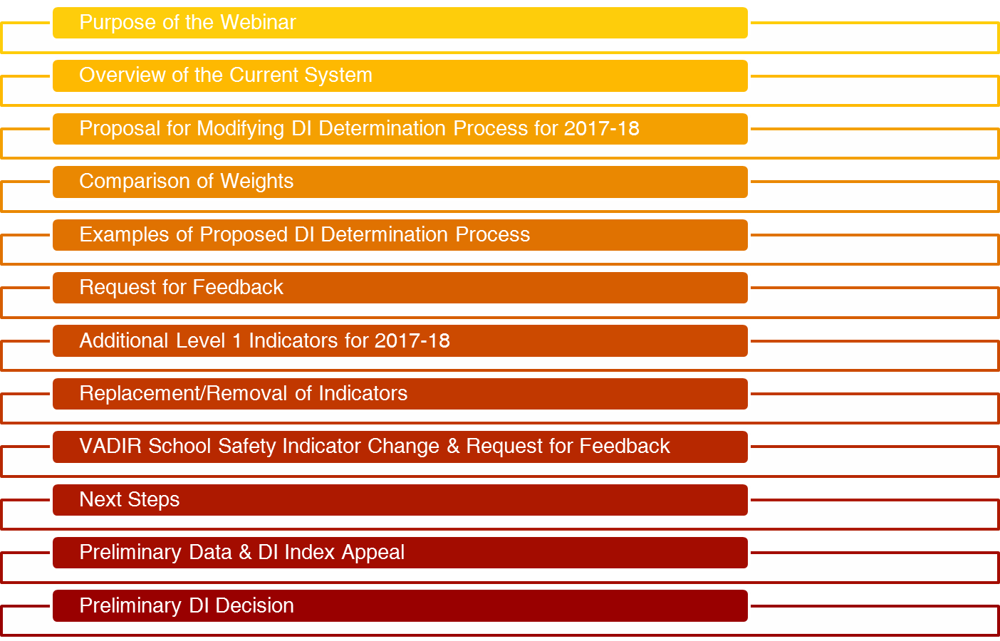 Purpose of the Webinar
Overview of the Current System
Proposal for Modifying DI Determination Process for 2017-18
Comparison of Weights
Examples of Proposed DI Determination Process
Request for Feedback
Additional Level 1 Indicators for 2017-18
Replacement/Removal of Indicators
VADIR School Safety Indicator Change & Request for Feedback
Next Steps
Preliminary Data & DI Index Appeal
Preliminary DI Decision